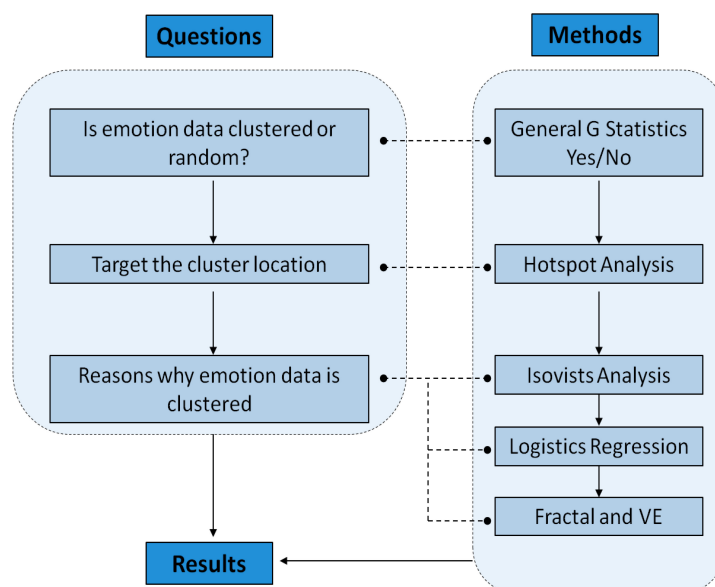 Questions
Methods
Is emotion data clustered or
random?
General G Statistics
Yes/No
Target the cluster location
Hotspot Analysis
Reasons why emotion data is
clustered
Isovists Analysis
Logistics Regression
Fractal and VE
Results